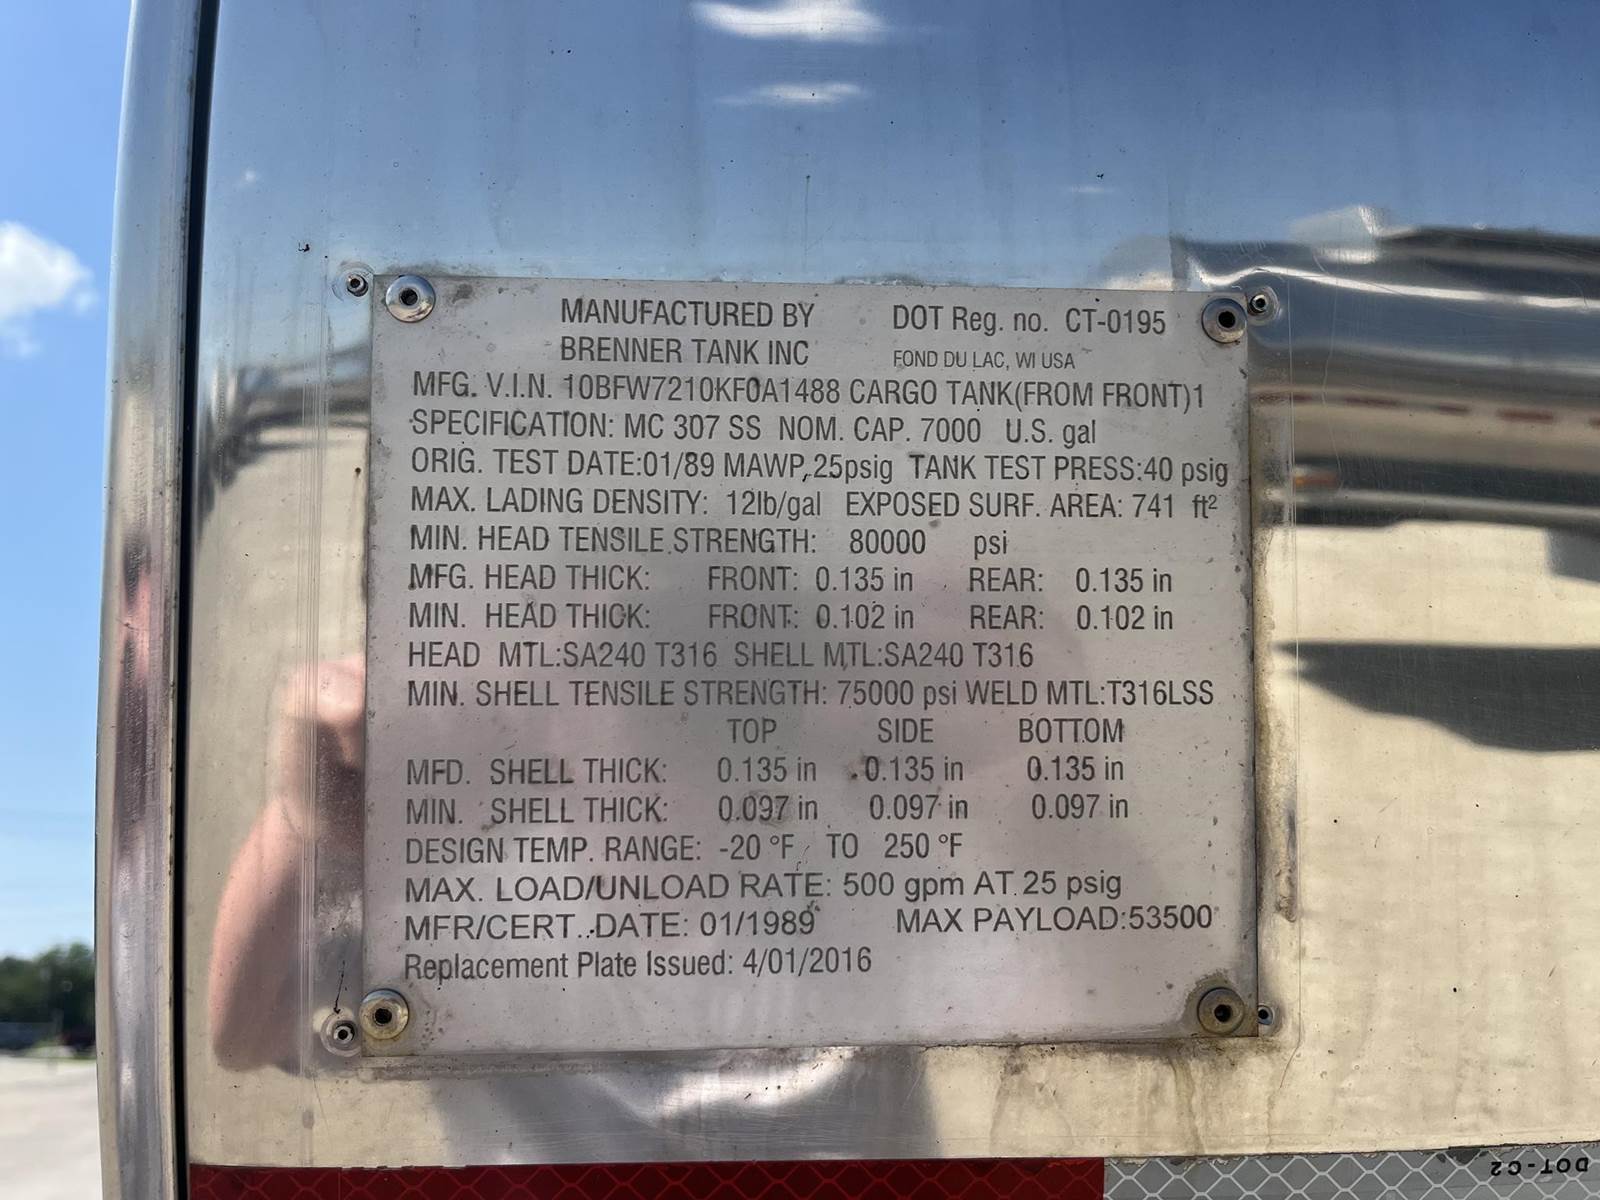 MANUFACTURED BY DOT Reg. no. CT-0195
BRENNER TANK INC FOND DU LAC, WI USA
MFG. V.I.N. 10BFW7210KF0A1488 CARGO TANK(FROM FRONT)1
SPECIFICATION: MC 307 SS NOM. CAP. 7000 U.S. gal
ORIG. TEST DATE:01/89 MAWP 25psig TANK TEST PRESS:40 psig
MAX. LADING DENSITY: 12lb/gal EXPOSED SURF. AREA: 741 ft²
MIN. HEAD TENSILE STRENGTH: 80000 psi
MFG. HEAD THICK: FRONT: 0.135 in REAR: 0.135 in
MIN. HEAD THICK: FRONT: 0.102 in REAR: 0.102 in
HEAD MTL:SA240 T316 SHELL MTL:SA240 T316
MIN. SHELL TENSILE STRENGTH: 75000 psi WELD MTL:T316LSS
TOP SIDE BOTTOM
MFD. SHELL THICK: 0.135 in 0.135 in 0.135 in
MIN. SHELL THICK: 0.097 in 0.097 in 0.097 in
DESIGN TEMP. RANGE: -20 °F TO 250 °F
MAX. LOAD/UNLOAD RATE: 500 gpm AT 25 psig
MFR/CERT. DATE: 01/1989 MAX PAYLOAD:53500
Replacement Plate Issued: 4/01/2016
DOT-C2